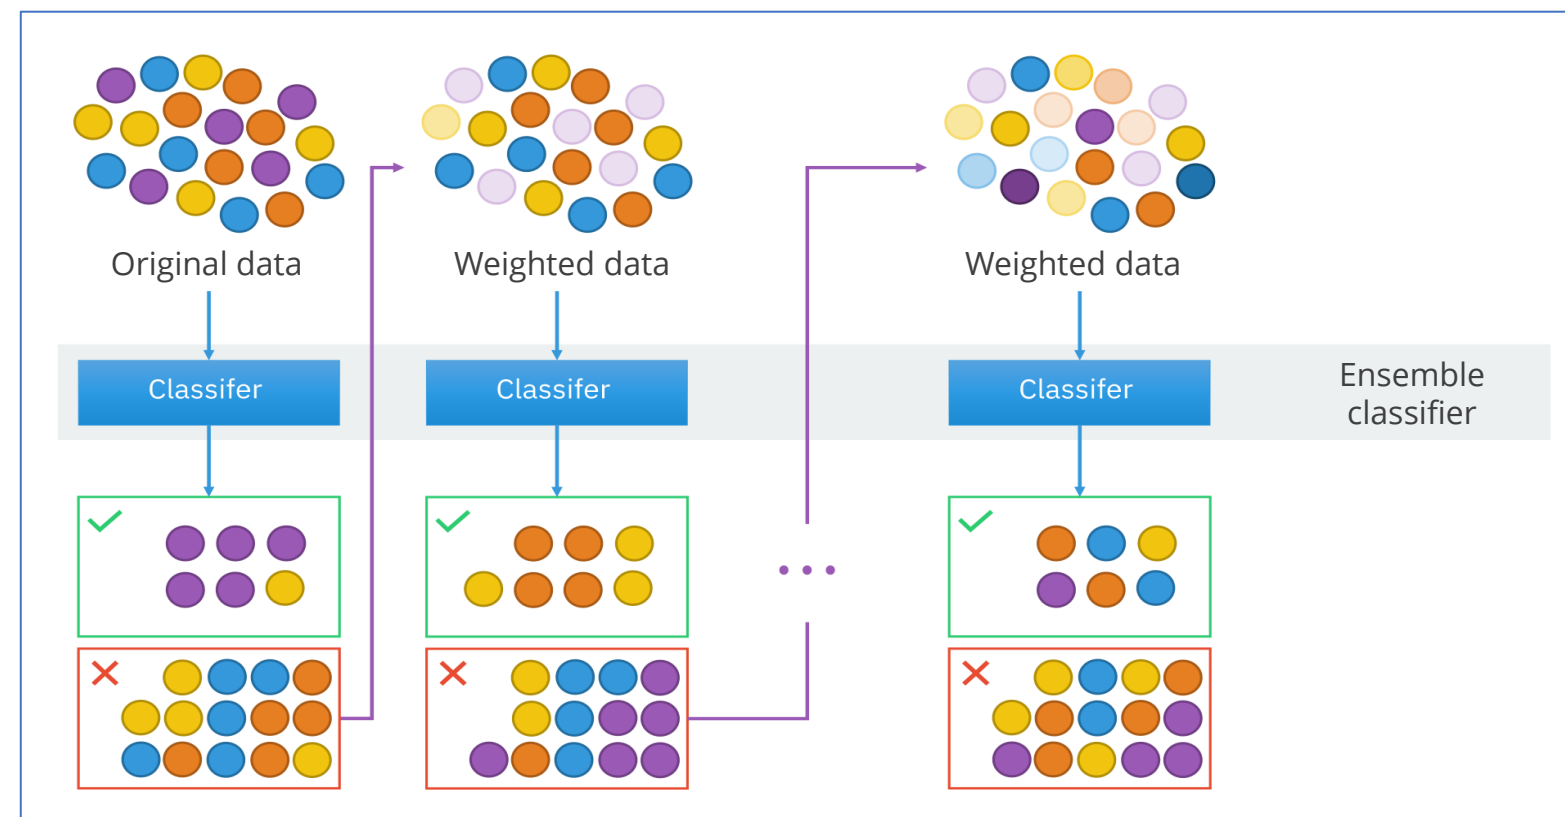 Original data
Weighted data
Weighted data
Classifer
Classifer
Classifer
Ensemble
classifier
...